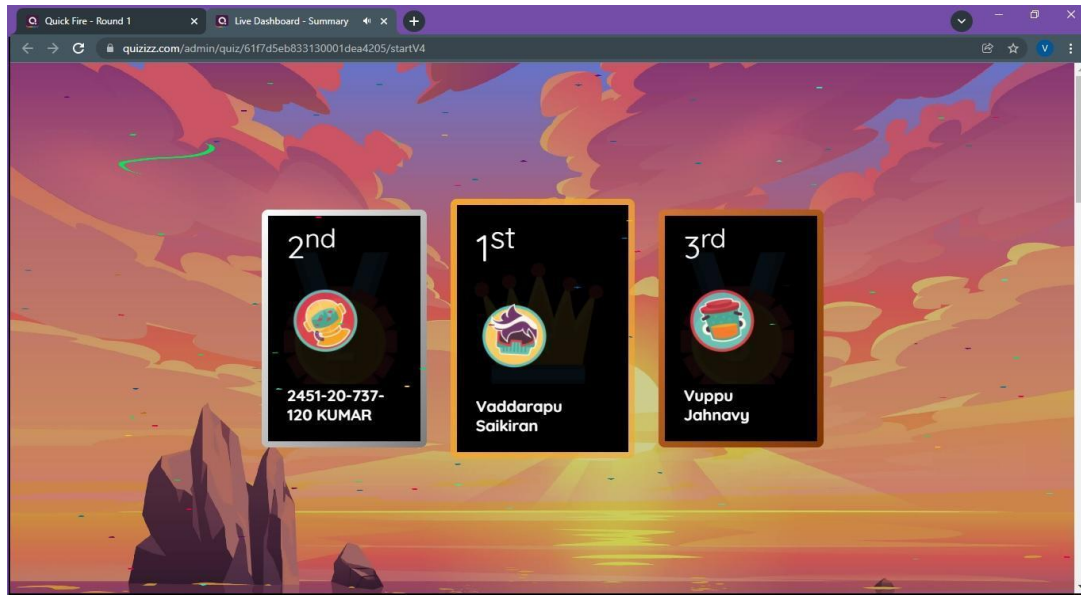 Quick Fire - Round 1
Live Dashboard - Summary
quizizz.com/admin/quiz/61f7d5eb833130001dea4205/startV4
V
2nd
2451-20-737-
120 KUMAR
1st
Vaddarapu
Saikiran
3rd
Vuppu
Jahnavy